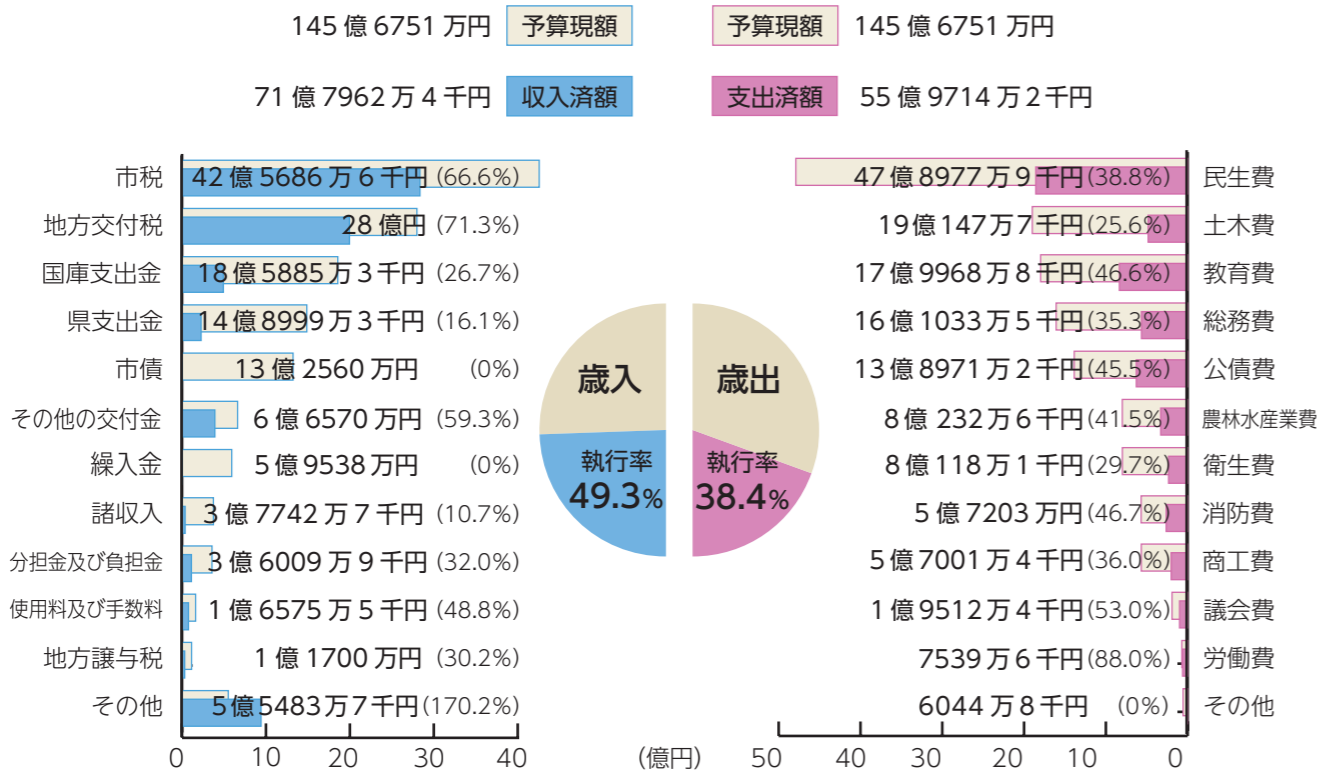 145億6751万円 予算現額 予算現額 145億6751万円
71億7962万4千円 収入済額 支出済額 55億9714万2千円
市税 42億5686万6千円(66.6%)
地方交付税 28億円(71.3%)
国庫支出金 18億5885万3千円(26.7%)
県支出金 14億8999万3千円(16.1%)
市債 13億2560万円 (0%)
その他の交付金 6億6570万円(59.3%)
繰入金 5億9538万円 (0%)
諸収入 3億7742万7千円(10.7%)
分担金及び負担金 3億6009万9千円(32.0%)
使用料及び手数料 1億6575万5千円(48.8%)
地方譲与税 1億1700万円(30.2%)
その他 5億5483万7千円(170.2%)
0 10 20 30 40 (億円)
歳入
執行率
49.3%
歳出
執行率
38.4%
47億8977万9千円(38.8%) 民生費
19億147万7千円(25.6%) 土木費
17億9968万8千円(46.6%) 教育費
16億1033万5千円(35.3%) 総務費
13億8971万2千円(45.5%) 公債費
8億232万6千円(41.5%) 農林水産業費
8億118万1千円(29.7%) 衛生費
5億7203万円(46.7%) 消防費
5億7001万4千円(36.0%) 商工費
1億9512万4千円(53.0%) 議会費
7539万6千円(88.0%) 労働費
6044万8千円 (0%) その他
50 40 30 20 10 0